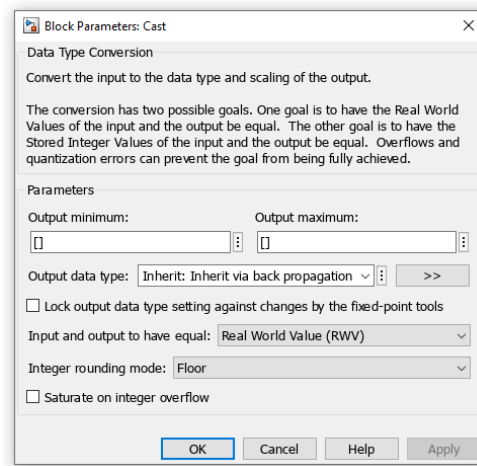 Block Parameters: Cast
Data Type Conversion
Convert the input to the data type and scaling of the output.
The conversion has two possible goals. One goal is to have the Real World
Values of the input and the output be equal.  The other goal is to have the
Stored Integer Values of the input and the output be equal.  Overflows and
quantization errors can prevent the goal from being fully achieved.
Parameters
Output minimum: Output maximum:
[] []
Output data type: Inherit: Inherit via back propagation >>
Lock output data type setting against changes by the fixed-point tools
Input and output to have equal: Real World Value (RWV)
Integer rounding mode: Floor
Saturate on integer overflow
OK Cancel Help Apply